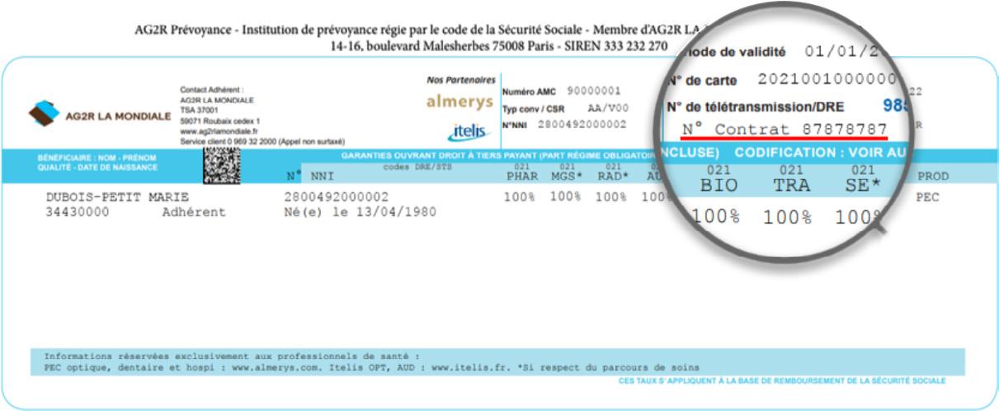 AG2R Prévoyance - Institution de prévoyance régie par le code de la Sécurité Sociale - Membre d'AG2R LA
14-16, boulevard Malesherbes 75008 Paris - SIREN 333 232 270
AG2R LA MONDIALE
Contact Adhérent :
AG2R LA MONDIALE
TSA 37001
59071 Roubaix cedex 1
www.ag2rlamondiale.fr
Service client 0 969 32 2000 (Appel non surtaxé)
Nos Partenaires
almerys
itelis
Numéro AMC 90000001
Typ conv / CSR AA/V00
N°NNI 2800492000002
de validité 01/01/2
N° de carte 2021001000000 22
N° de télétransmission/DRE 985
N° Contrat 87878787 R
BÉNÉFICIAIRE : NOM - PRÉNOM
QUALITÉ - DATE DE NAISSANCE
GARANTIES OUVRANT DROIT À TIERS PAYANT (PART RÉGIME OBLIGATOIR NCLUSE) CODIFICATION : VOIR AU
codes DRE/STS 021 021 021 021 021 021
N° NNI PHAR MGS* RAD* AU BIO TRA SE* PROD
DUBOIS-PETIT MARIE 2800492000002 100% 100% 100% 100 100% 100% 100% PEC
34430000 Adhérent Né(e) le 13/04/1980
Informations réservées exclusivement aux professionnels de santé :
PEC optique, dentaire et hospi : www.almerys.com. Itelis OPT, AUD : www.itelis.fr. *Si respect du parcours de soins
CES TAUX S'APPLIQUENT À LA BASE DE REMBOURSEMENT DE LA SÉCURITÉ SOCIALE